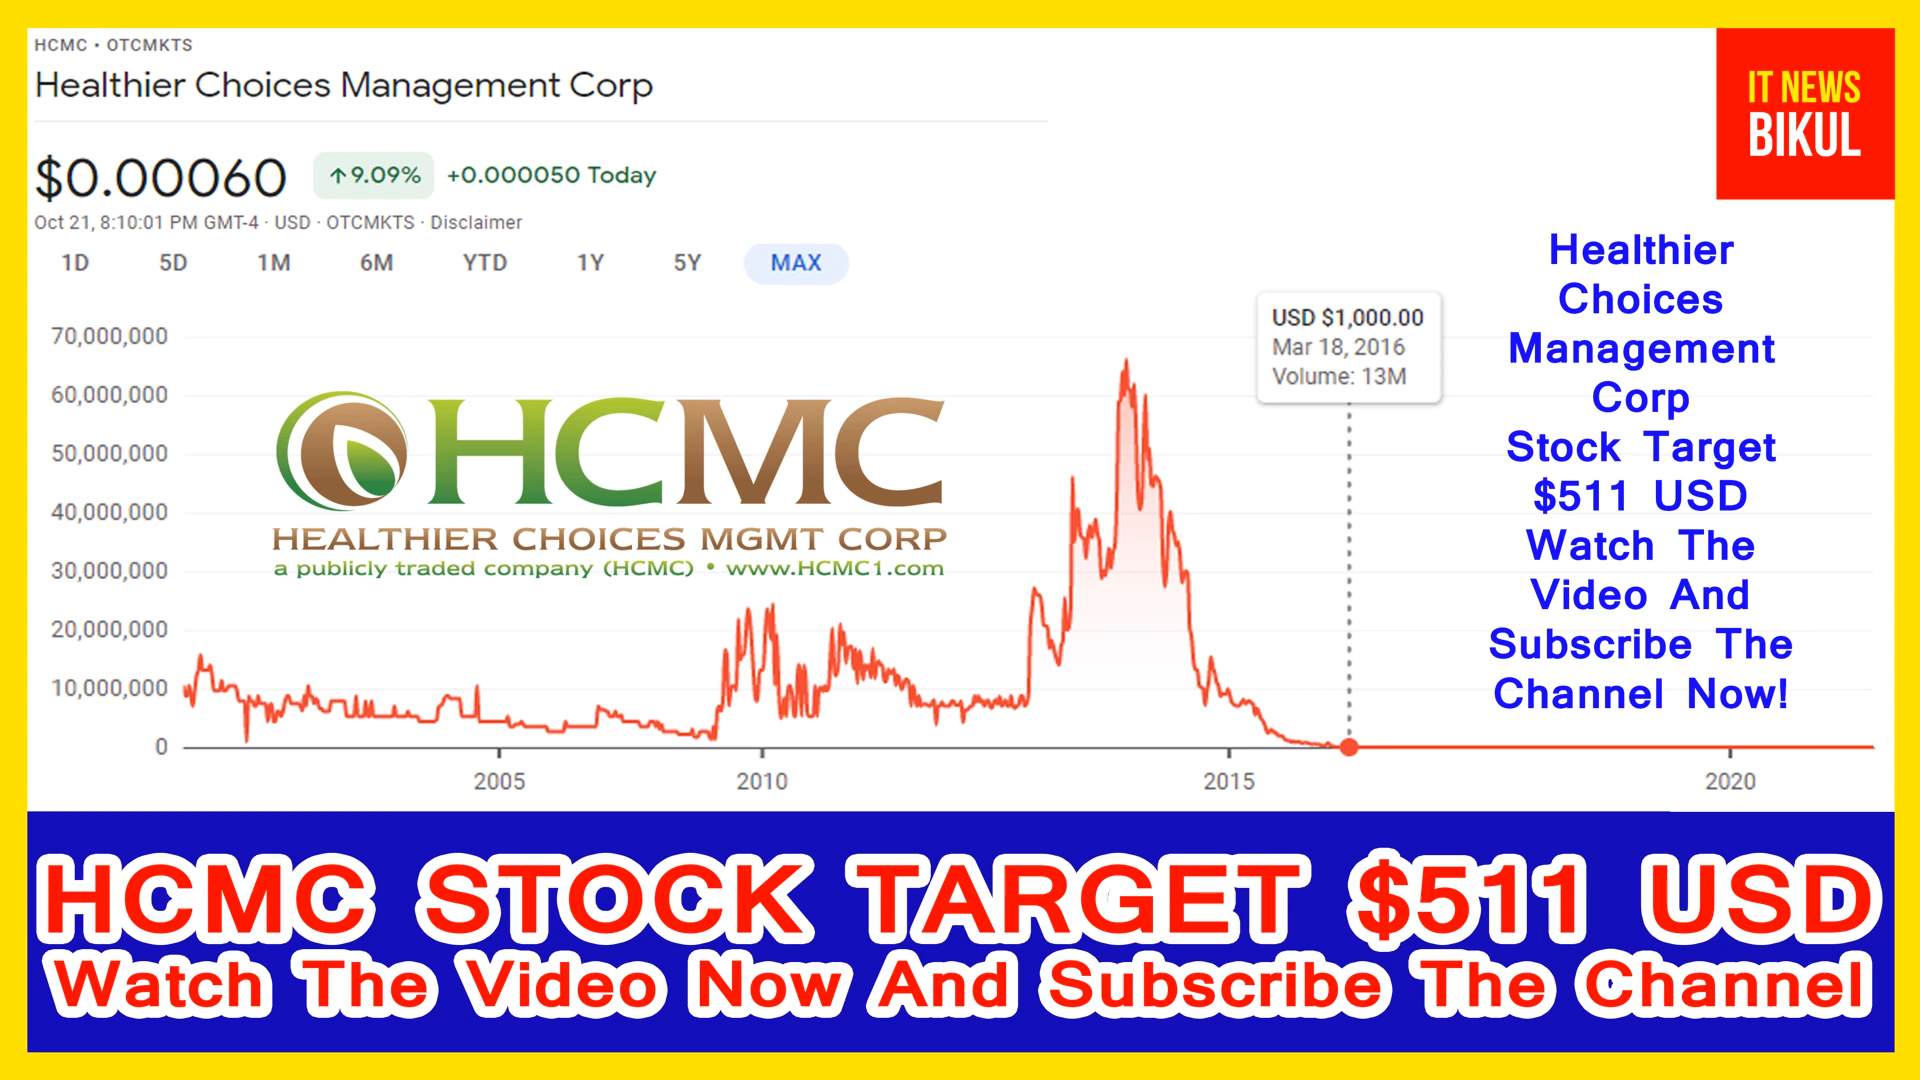 HCMC • OTCMKTS
Healthier Choices Management Corp
$0.00060 ↑9.09% +0.000050 Today
Oct 21, 8:10:01 PM GMT-4 · USD · OTCMKTS · Disclaimer
1D 5D 1M 6M YTD 1Y 5Y MAX
IT NEWS
BIKUL
USD $1,000.00
Mar 18, 2016
Volume: 13M
70,000,000
60,000,000
50,000,000
40,000,000
30,000,000
20,000,000
10,000,000
0
2005 2010 2015 2020
HCMC
HEALTHIER CHOICES MGMT CORP
a publicly traded company (HCMC) • www.HCMC1.com
Healthier
Choices
Management
Corp
Stock Target
$511 USD
Watch The
Video And
Subscribe The
Channel Now!
HCMC STOCK TARGET $511 USD
Watch The Video Now And Subscribe The Channel